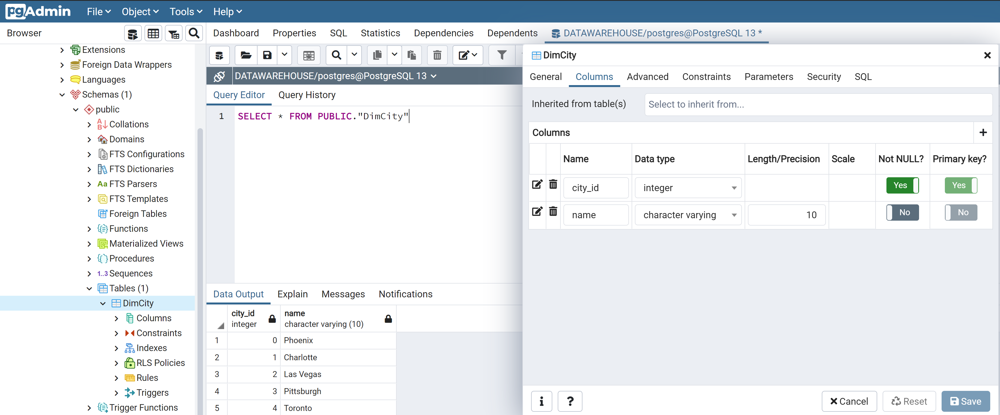 pgAdmin File Object Tools Help
Browser
Dashboard Properties SQL Statistics Dependencies Dependents DATAWAREHOUSE/postgres@PostgreSQL 13 *
Extensions
Foreign Data Wrappers
Languages
Schemas (1)
public
Collations
Domains
FTS Configurations
FTS Dictionaries
Aa FTS Parsers
FTS Templates
Foreign Tables
Functions
Materialized Views
Procedures
1..3 Sequences
Tables (1)
DimCity
Columns
Constraints
Indexes
RLS Policies
Rules
Triggers
Trigger Functions
DATAWAREHOUSE/postgres@PostgreSQL 13
Query Editor Query History
1 SELECT * FROM PUBLIC."DimCity"
Data Output Explain Messages Notifications
city_id name
integer character varying (10)
1 0 Phoenix
2 1 Charlotte
3 2 Las Vegas
4 3 Pittsburgh
5 4 Toronto
DimCity
General Columns Advanced Constraints Parameters Security SQL
Inherited from table(s) Select to inherit from...
Columns
Name Data type Length/Precision Scale Not NULL? Primary key?
city_id integer Yes Yes
name character varying 10 No No
i ? Cancel Reset Save